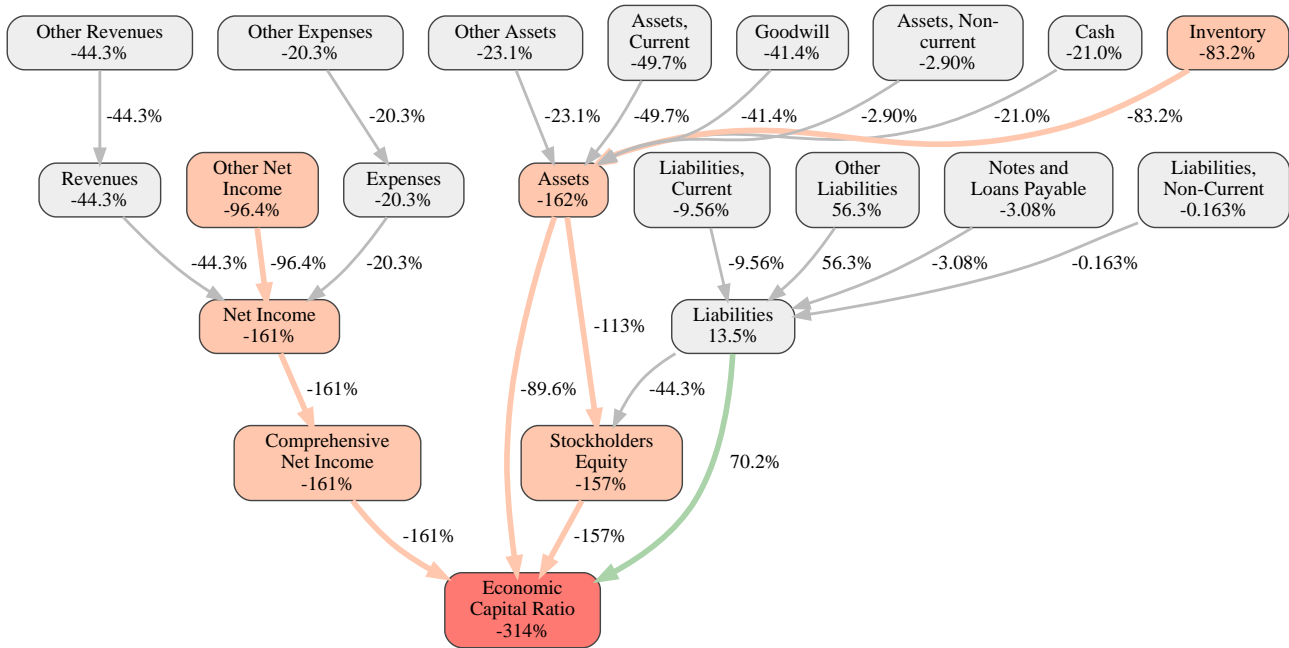 Other Revenues
-44.3%
Other Expenses
-20.3%
Other Assets
-23.1%
Assets,
Current
-49.7%
Goodwill
-41.4%
Assets, Non-
current
-2.90%
Cash
-21.0%
Inventory
-83.2%
-44.3%
-20.3%
-23.1%
-49.7%
-41.4%
-2.90%
-21.0%
-83.2%
Revenues
-44.3%
Other Net
Income
-96.4%
Expenses
-20.3%
Assets
-162%
Liabilities,
Current
-9.56%
Other
Liabilities
56.3%
Notes and
Loans Payable
-3.08%
Liabilities,
Non-Current
-0.163%
-44.3%
-96.4%
-20.3%
-9.56%
56.3%
-3.08%
-0.163%
Net Income
-161%
-113%
Liabilities
13.5%
-161%
-89.6%
-44.3%
Comprehensive
Net Income
-161%
Stockholders
Equity
-157%
70.2%
-161%
-157%
Economic
Capital Ratio
-314%